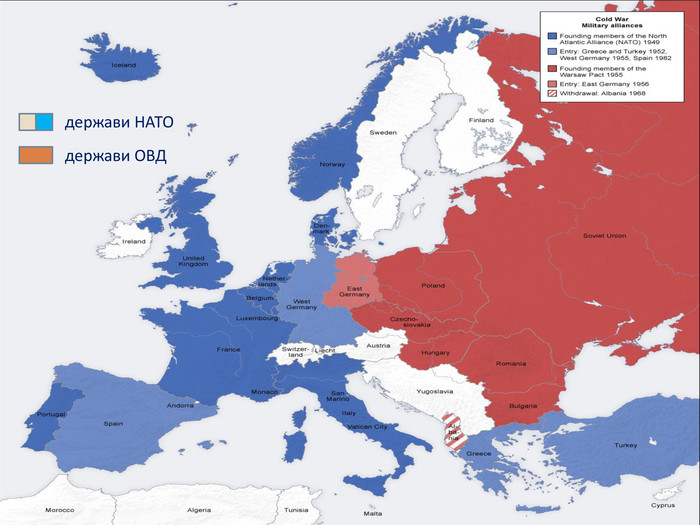 Cold War
Military alliances
Founding members of the North
Atlantic Alliance (NATO) 1949
Entry: Greece and Turkey 1952,
West Germany 1955, Spain 1982
Founding members of the
Warsaw Pact 1955
Entry: East Germany 1956
Withdrawal: Albania 1968
Iceland
держави НАТО
держави ОВД
Finland
Sweden
Norway
Den-
mark
Ireland
United
Kingdom
Soviet Union
Nether-
lands
Belgium
Luxembourg
West
Germany
East
Germany
Poland
Czecho-
slovakia
France
Switzer-
land
Liecht
Austria
Hungary
Romania
Monaco
San
Marino
Yugoslavia
Bulgaria
Portugal
Spain
Andorra
Italy
Vatican City
Al-
ba-
nia
Greece
Turkey
Cyprus
Morocco
Algeria
Tunisia
Malta